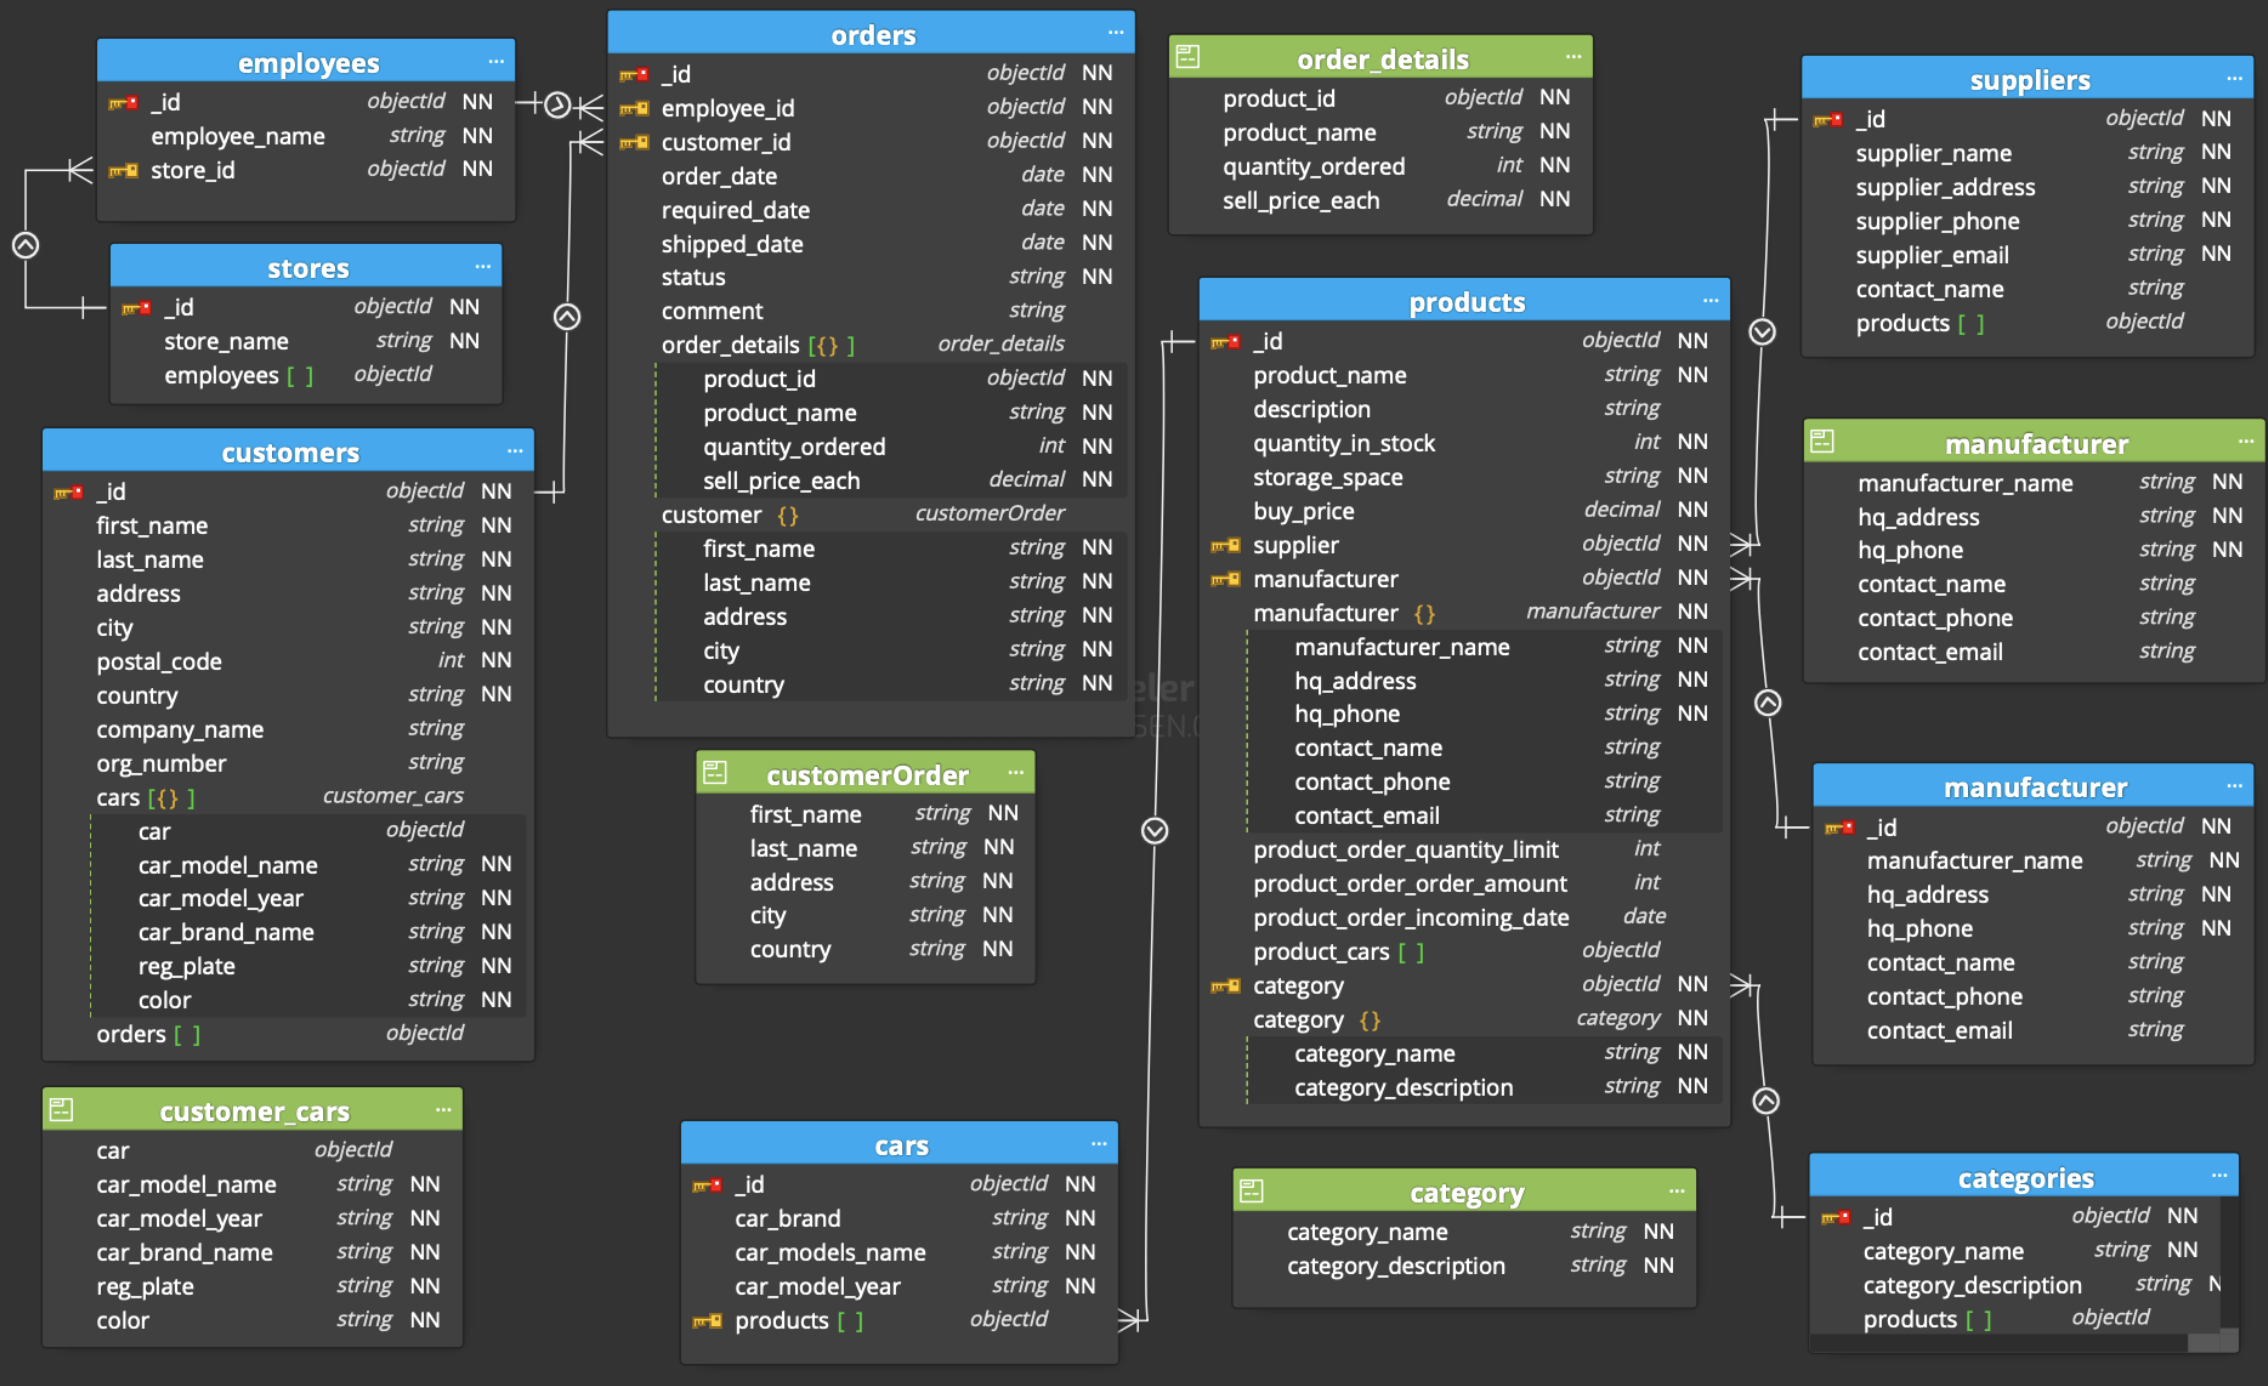 employees ...
_id objectId NN
employee_name string NN
store_id objectId NN
stores ...
_id objectId NN
store_name string NN
employees [ ] objectId
customers ...
_id objectId NN
first_name string NN
last_name string NN
address string NN
city string NN
postal_code int NN
country string NN
company_name string
org_number string
cars [{} ] customer_cars
car objectId
car_model_name string NN
car_model_year string NN
car_brand_name string NN
reg_plate string NN
color string NN
orders [ ] objectId
customer_cars ...
car objectId
car_model_name string NN
car_model_year string NN
car_brand_name string NN
reg_plate string NN
color string NN
orders ...
_id objectId NN
employee_id objectId NN
customer_id objectId NN
order_date date NN
required_date date NN
shipped_date date NN
status string NN
comment string
order_details [{} ] order_details
product_id objectId NN
product_name string NN
quantity_ordered int NN
sell_price_each decimal NN
customer {} customerOrder
first_name string NN
last_name string NN
address string NN
city string NN
country string NN
customerOrder ...
first_name string NN
last_name string NN
address string NN
city string NN
country string NN
cars ...
_id objectId NN
car_brand string NN
car_models_name string NN
car_model_year string NN
products [ ] objectId
order_details ...
product_id objectId NN
product_name string NN
quantity_ordered int NN
sell_price_each decimal NN
products ...
_id objectId NN
product_name string NN
description string
quantity_in_stock int NN
storage_space string NN
buy_price decimal NN
supplier objectId NN
manufacturer objectId NN
manufacturer {} manufacturer NN
manufacturer_name string NN
hq_address string NN
hq_phone string NN
contact_name string
contact_phone string
contact_email string
product_order_quantity_limit int
product_order_order_amount int
product_order_incoming_date date
product_cars [ ] objectId
category objectId NN
category {} category NN
category_name string NN
category_description string NN
category ...
category_name string NN
category_description string NN
suppliers ...
_id objectId NN
supplier_name string NN
supplier_address string NN
supplier_phone string NN
supplier_email string NN
contact_name string
products [ ] objectId
manufacturer ...
manufacturer_name string NN
hq_address string NN
hq_phone string NN
contact_name string
contact_phone string
contact_email string
manufacturer ...
_id objectId NN
manufacturer_name string NN
hq_address string NN
hq_phone string NN
contact_name string
contact_phone string
contact_email string
categories ...
_id objectId NN
category_name string NN
category_description string N
products [ ] objectId